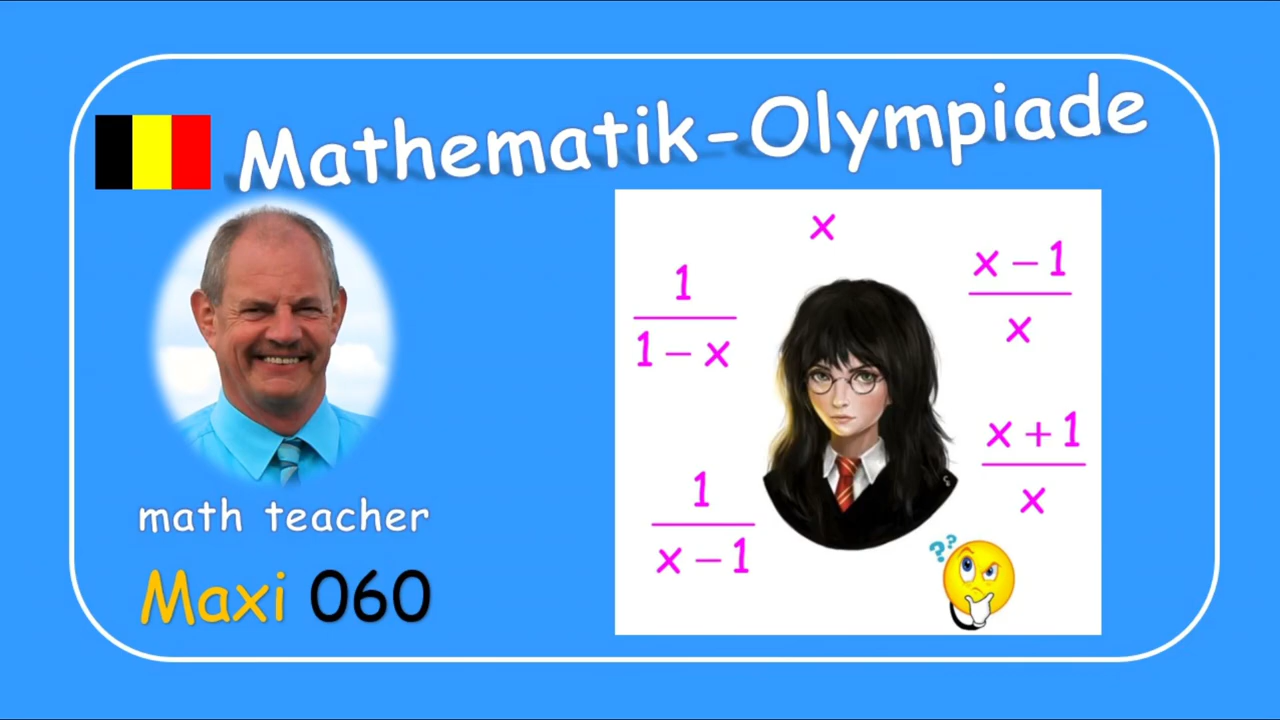 Mathematik-Olympiade
math teacher
Maxi 060
x
1
1 − x
x − 1
x
x + 1
x
1
x − 1
??